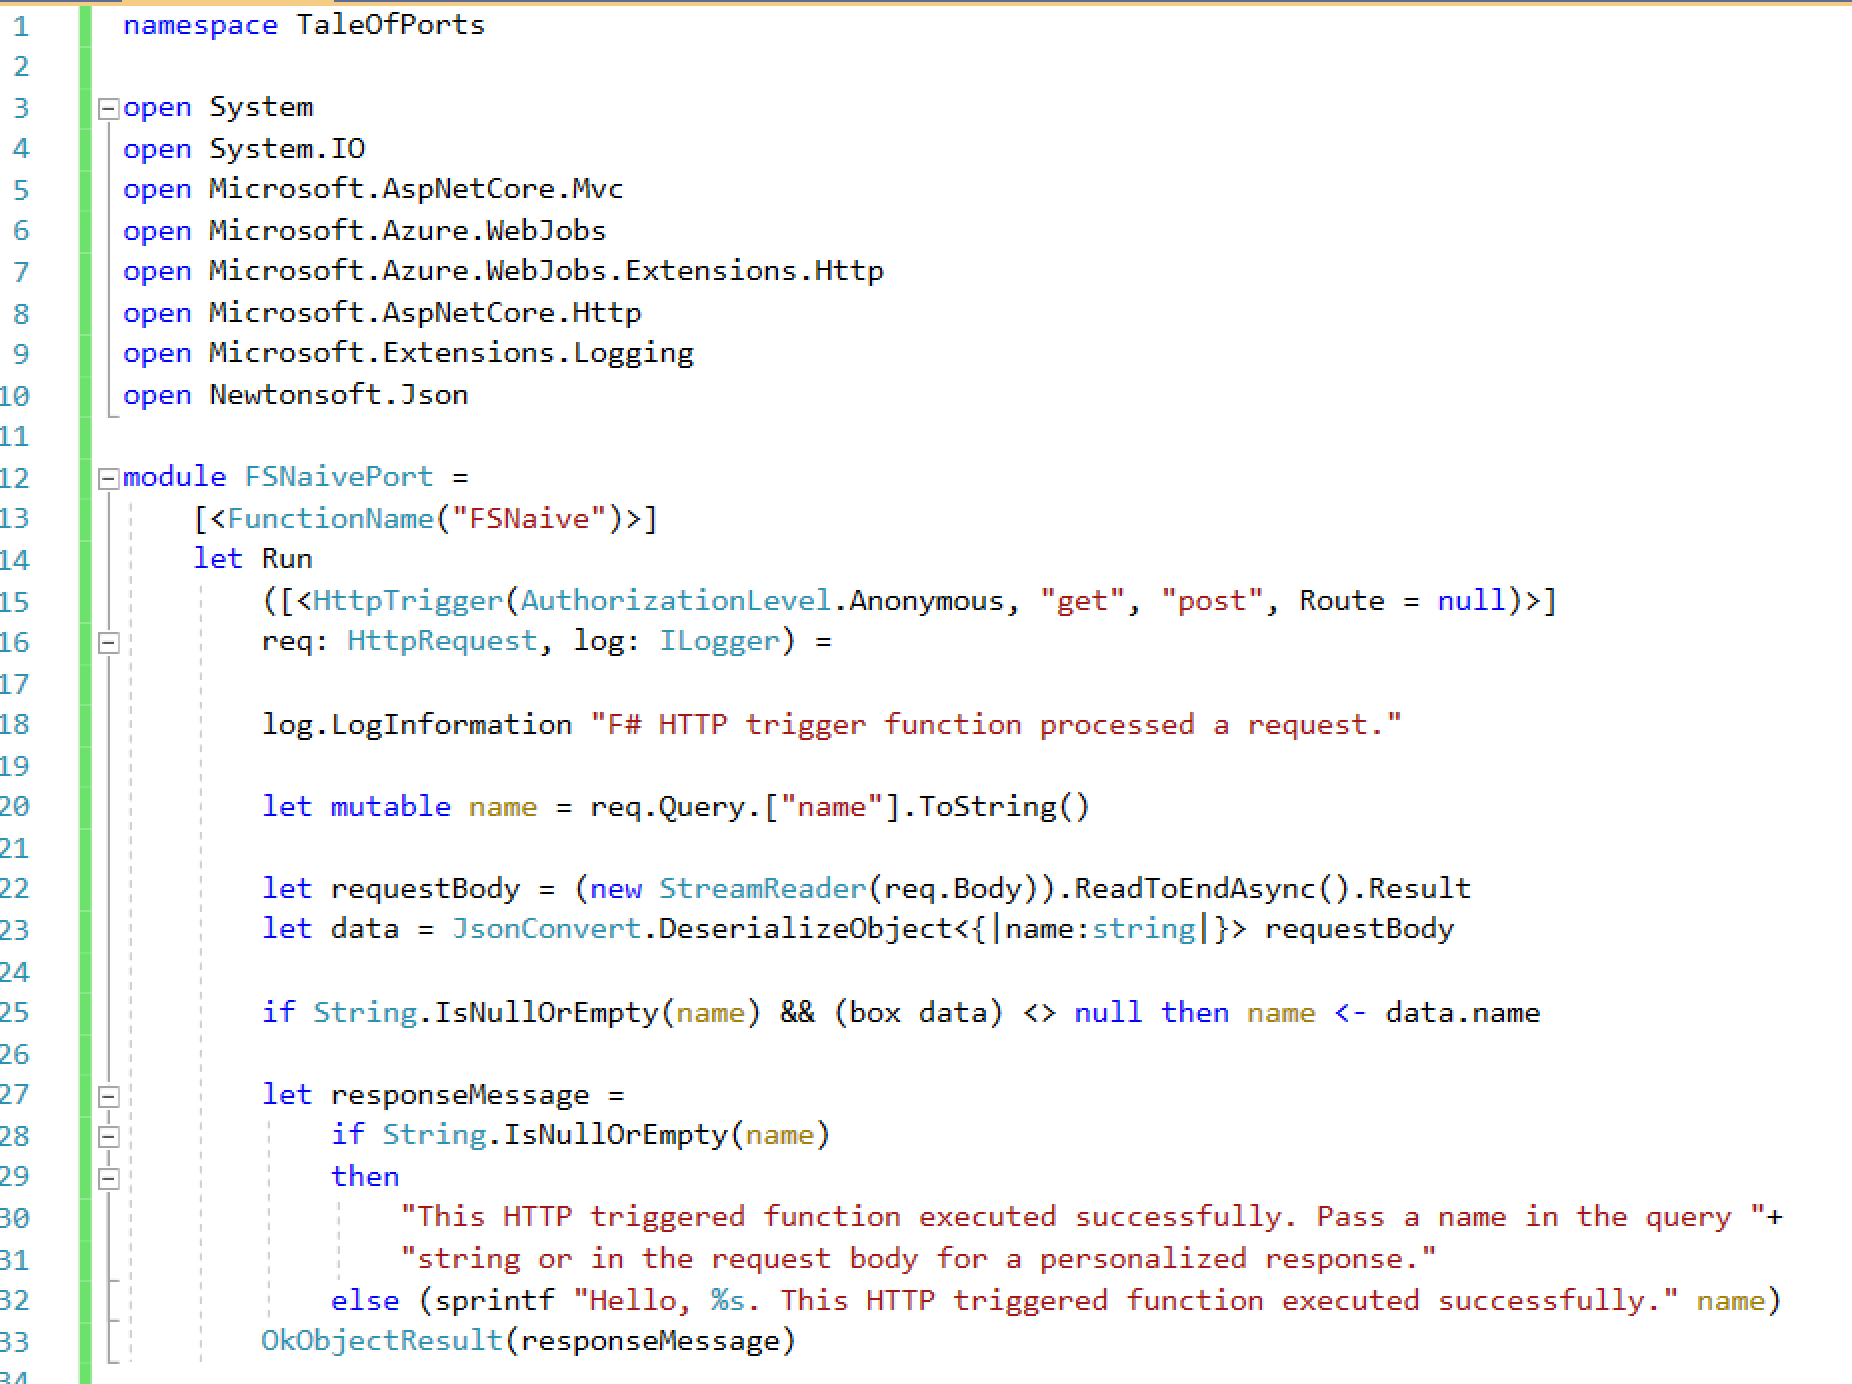 1 namespace TaleOfPorts
2
3 open System
4 open System.IO
5 open Microsoft.AspNetCore.Mvc
6 open Microsoft.Azure.WebJobs
7 open Microsoft.Azure.WebJobs.Extensions.Http
8 open Microsoft.AspNetCore.Http
9 open Microsoft.Extensions.Logging
10 open Newtonsoft.Json
11
12 module FSNaivePort =
13     [<FunctionName("FSNaive")>]
14     let Run
15         ([<HttpTrigger(AuthorizationLevel.Anonymous, "get", "post", Route = null)>]
16         req: HttpRequest, log: ILogger) =
17
18         log.LogInformation "F# HTTP trigger function processed a request."
19
20         let mutable name = req.Query.["name"].ToString()
21
22         let requestBody = (new StreamReader(req.Body)).ReadToEndAsync().Result
23         let data = JsonConvert.DeserializeObject<{|name:string|}> requestBody
24
25         if String.IsNullOrEmpty(name) && (box data) <> null then name <- data.name
26
27         let responseMessage =
28             if String.IsNullOrEmpty(name)
29             then
30                 "This HTTP triggered function executed successfully. Pass a name in the query "+
31                 "string or in the request body for a personalized response."
32             else (sprintf "Hello, %s. This HTTP triggered function executed successfully." name)
33         OkObjectResult(responseMessage)
34